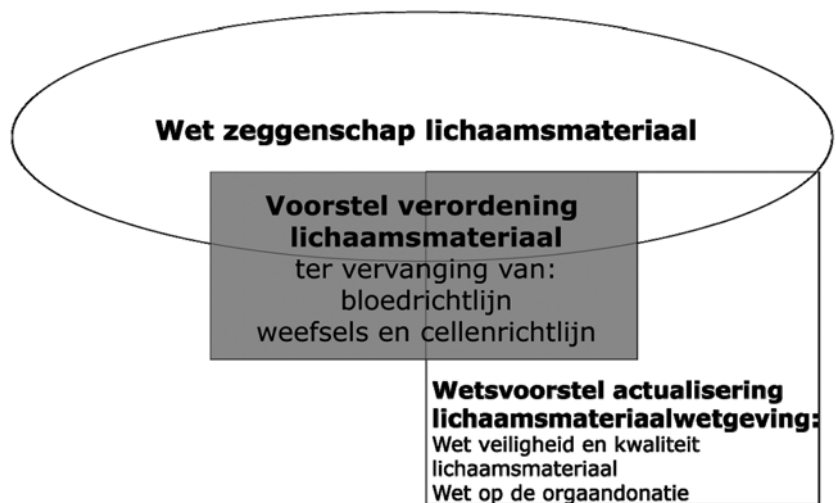 Wet zeggenschap lichaamsmateriaal
Voorstel verordening
lichaamsmateriaal
ter vervanging van:
bloedrichtlijn
weefsels en cellenrichtlijn
Wetsvoorstel actualisering
lichaamsmateriaalwetgeving:
Wet veiligheid en kwaliteit
lichaamsmateriaal
Wet op de orgaandonatie